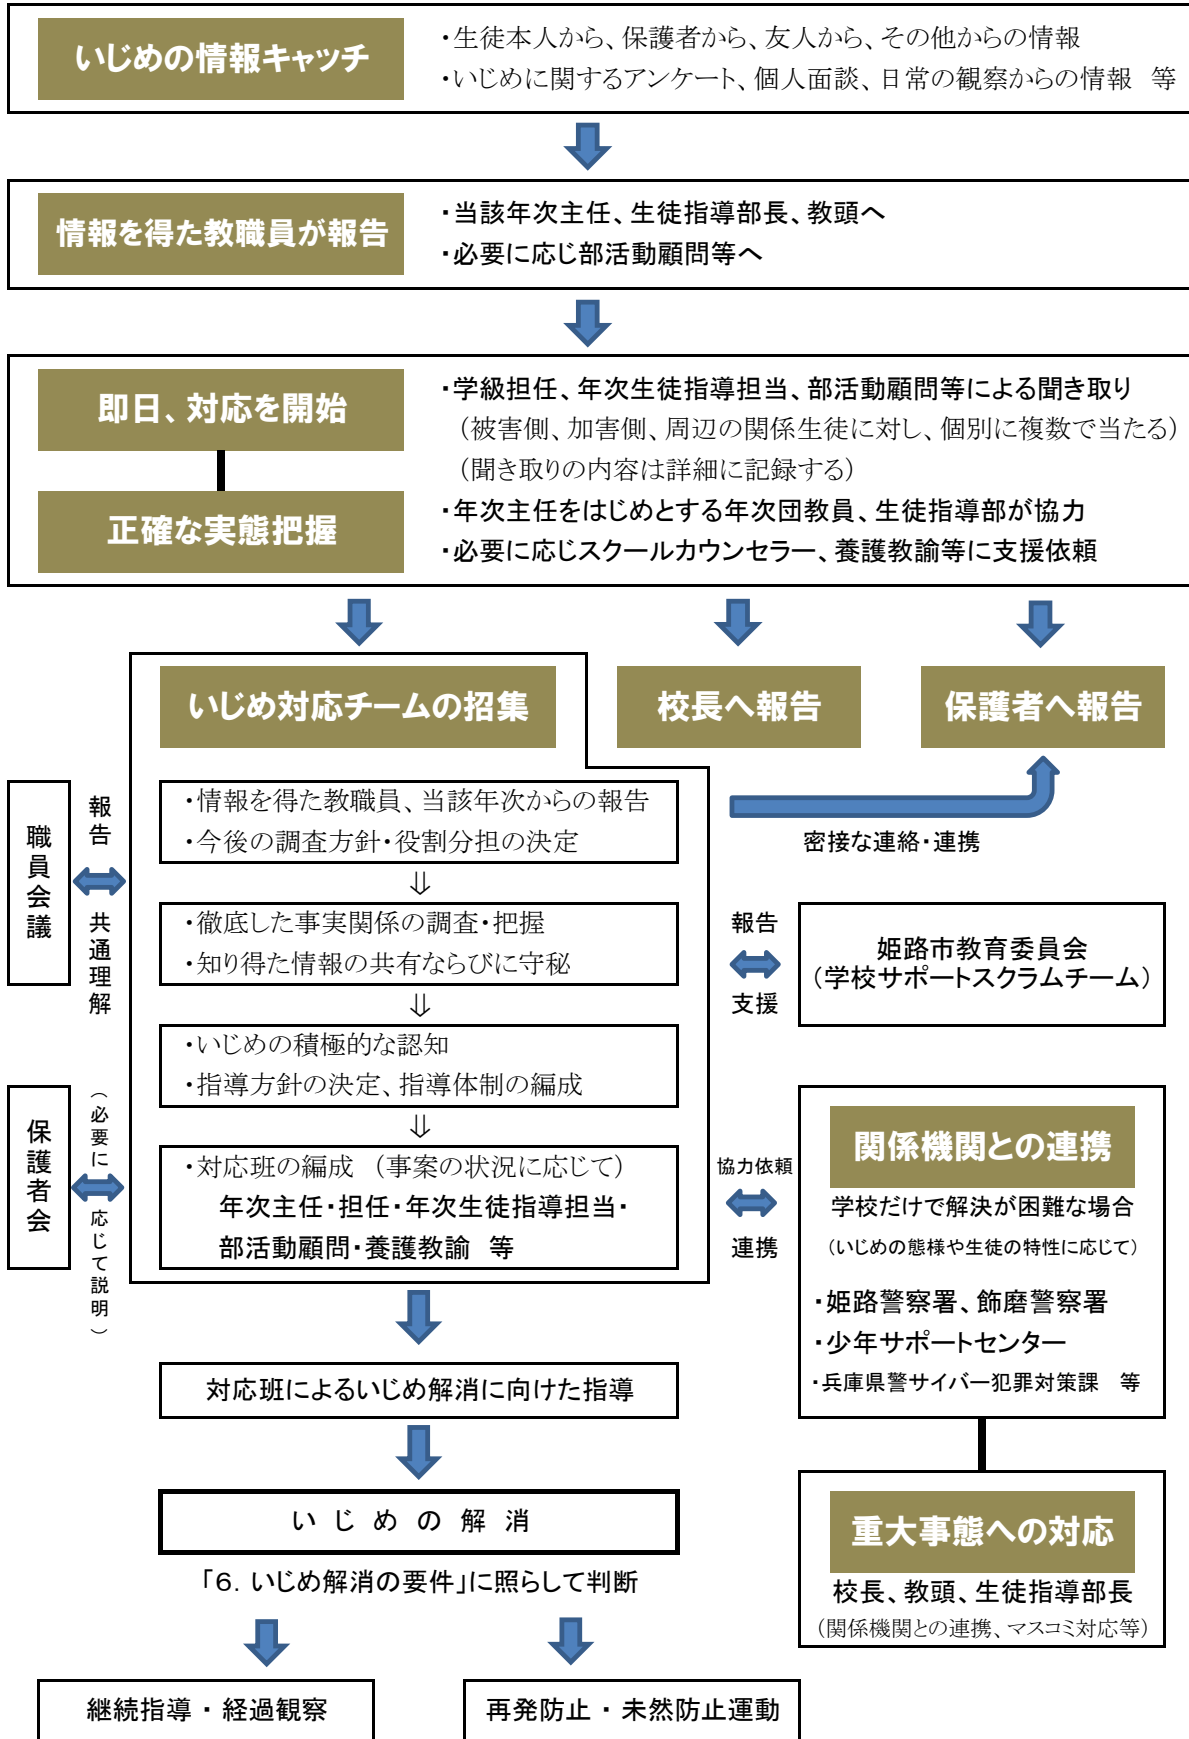 いじめの情報キャッチ
・生徒本人から、保護者から、友人から、その他からの情報
・いじめに関するアンケート、個人面談、日常の観察からの情報　等
情報を得た教職員が報告
・当該年次主任、生徒指導部長、教頭へ
・必要に応じ部活動顧問等へ
即日、対応を開始
正確な実態把握
・学級担任、年次生徒指導担当、部活動顧問等による聞き取り
（被害側、加害側、周辺の関係生徒に対し、個別に複数で当たる）
（聞き取りの内容は詳細に記録する）
・年次主任をはじめとする年次団教員、生徒指導部が協力
・必要に応じスクールカウンセラー、養護教諭等に支援依頼
いじめ対応チームの招集
校長へ報告
保護者へ報告
・情報を得た教職員、当該年次からの報告
・今後の調査方針・役割分担の決定
⇓
・徹底した事実関係の調査・把握
・知り得た情報の共有ならびに守秘
⇓
・いじめの積極的な認知
・指導方針の決定、指導体制の編成
⇓
・対応班の編成　（事案の状況に応じて）
年次主任・担任・年次生徒指導担当・
部活動顧問・養護教諭　等
職員会議
報告
共通理解
保護者会
（必要に
応じて説明）
密接な連絡・連携
報告
支援
姫路市教育委員会
（学校サポートスクラムチーム）
協力依頼
連携
関係機関との連携
学校だけで解決が困難な場合
（いじめの態様や生徒の特性に応じて）
・姫路警察署、飾磨警察署
・少年サポートセンター
・兵庫県警サイバー犯罪対策課　等
重大事態への対応
校長、教頭、生徒指導部長
（関係機関との連携、マスコミ対応等）
対応班によるいじめ解消に向けた指導
い じ め の 解 消
「６．いじめ解消の要件」に照らして判断
継続指導 ・ 経過観察
再発防止 ・ 未然防止運動